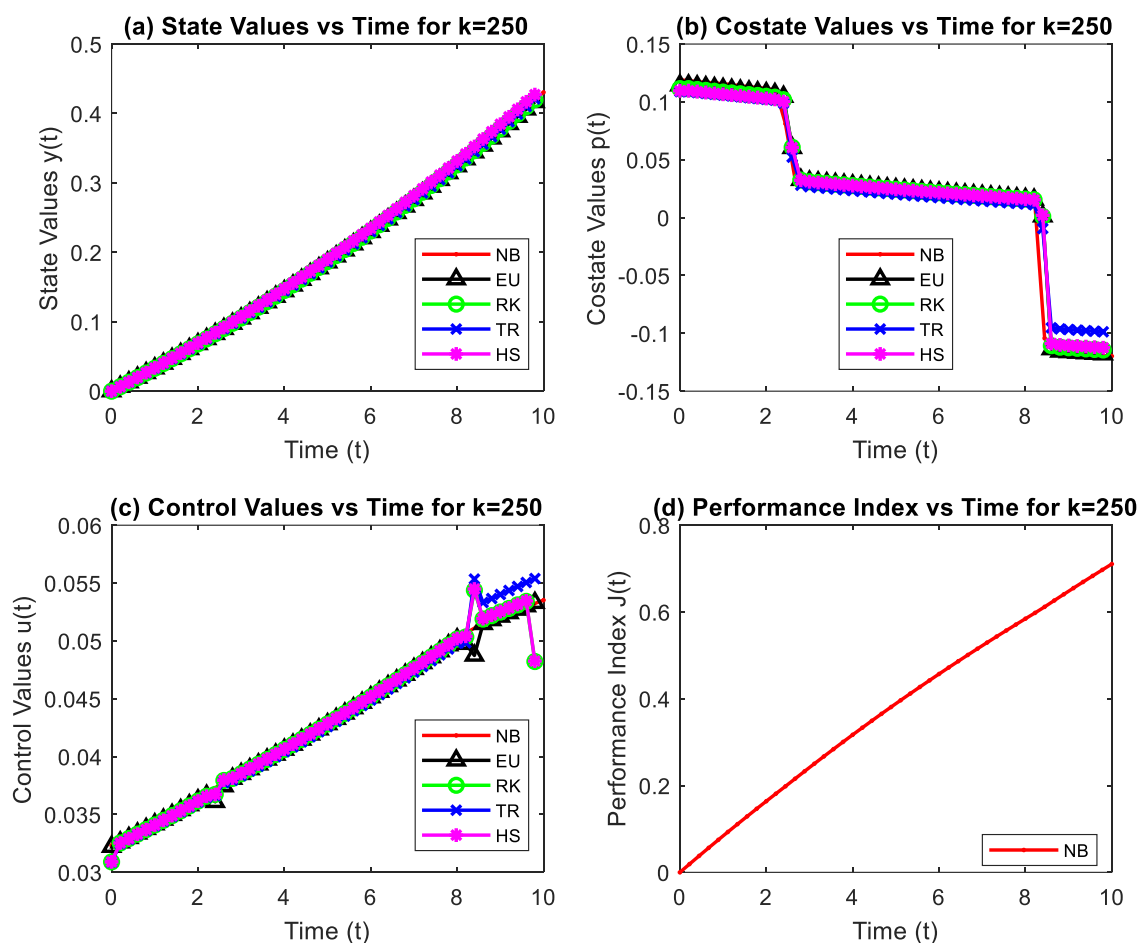 (a) State Values vs Time for k=250
0.5
0.4
0.3
0.2
0.1
0
State Values y(t)
NB
EU
RK
TR
HS
0 2 4 6 8 10
Time (t)
(b) Costate Values vs Time for k=250
0.15
0.1
0.05
0
-0.05
-0.1
-0.15
Costate Values p(t)
NB
EU
RK
TR
HS
0 2 4 6 8 10
Time (t)
(c) Control Values vs Time for k=250
0.06
0.055
0.05
0.045
0.04
0.035
0.03
Control Values u(t)
NB
EU
RK
TR
HS
0 2 4 6 8 10
Time (t)
(d) Performance Index vs Time for k=250
0.8
0.6
0.4
0.2
0
Performance Index J(t)
NB
0 2 4 6 8 10
Time (t)